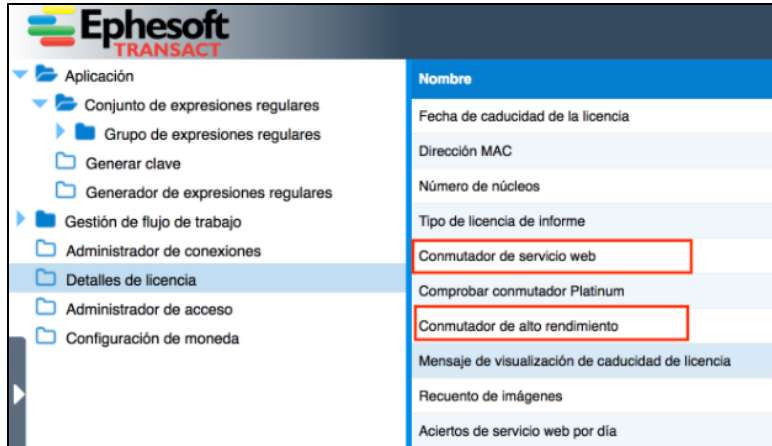 Ephesoft
TRANSACT
Aplicación
Conjunto de expresiones regulares
Grupo de expresiones regulares
Generar clave
Generador de expresiones regulares
Gestión de flujo de trabajo
Administrador de conexiones
Detalles de licencia
Administrador de acceso
Configuración de moneda
Nombre
Fecha de caducidad de la licencia
Dirección MAC
Número de núcleos
Tipo de licencia de informe
Conmutador de servicio web
Comprobar conmutador Platinum
Conmutador de alto rendimiento
Mensaje de visualización de caducidad de licencia
Recuento de imágenes
Aciertos de servicio web por día